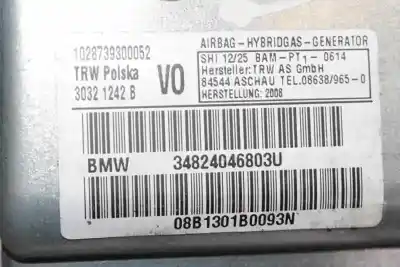 1028739300052
TRW Polska
3032 1242 B
VO
AIRBAG-HYBRIDGAS-GENERATOR
SHI 12/25 BAM-PT1-0614
Hersteller:TRW AS GmbH
84544 ASCHAU TEL.08638/965-0
HERSTELLUNG: 2008
BMW 34824046803U
08B1301B0093N